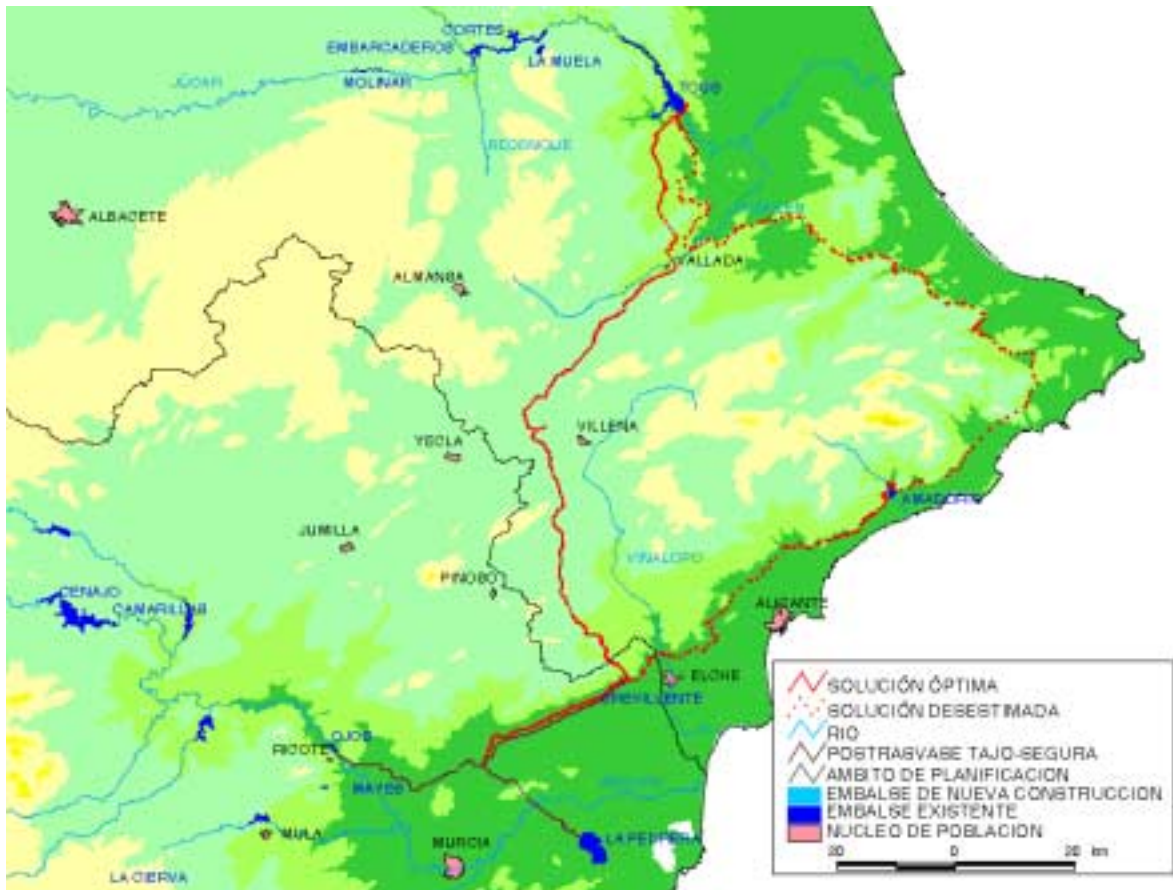 CORTES
EMBARCADEROS
LA MUELA
JÚCAR
MOLINAR
TOUS
ALBACETE
VALLADA
ALMANSA
YECLA
VILLENA
JUMILLA
VINALOPO
PINOSO
CENAJO
CAMARILLAS
ALICANTE
ELCHE
CREVILLENTE
OJOS
RICOTE
MAYES
MULA
MURCIA
LA PEDRERA
LA CIERVA
SOLUCIÓN ÓPTIMA
SOLUCIÓN DESESTIMADA
RIO
POSTRASVASE TAJO-SEGURA
AMBITO DE PLANIFICACION
EMBALSE DE NUEVA CONSTRUCCION
EMBALSE EXISTENTE
NUCLEO DE POBLACION
20 0 20 km